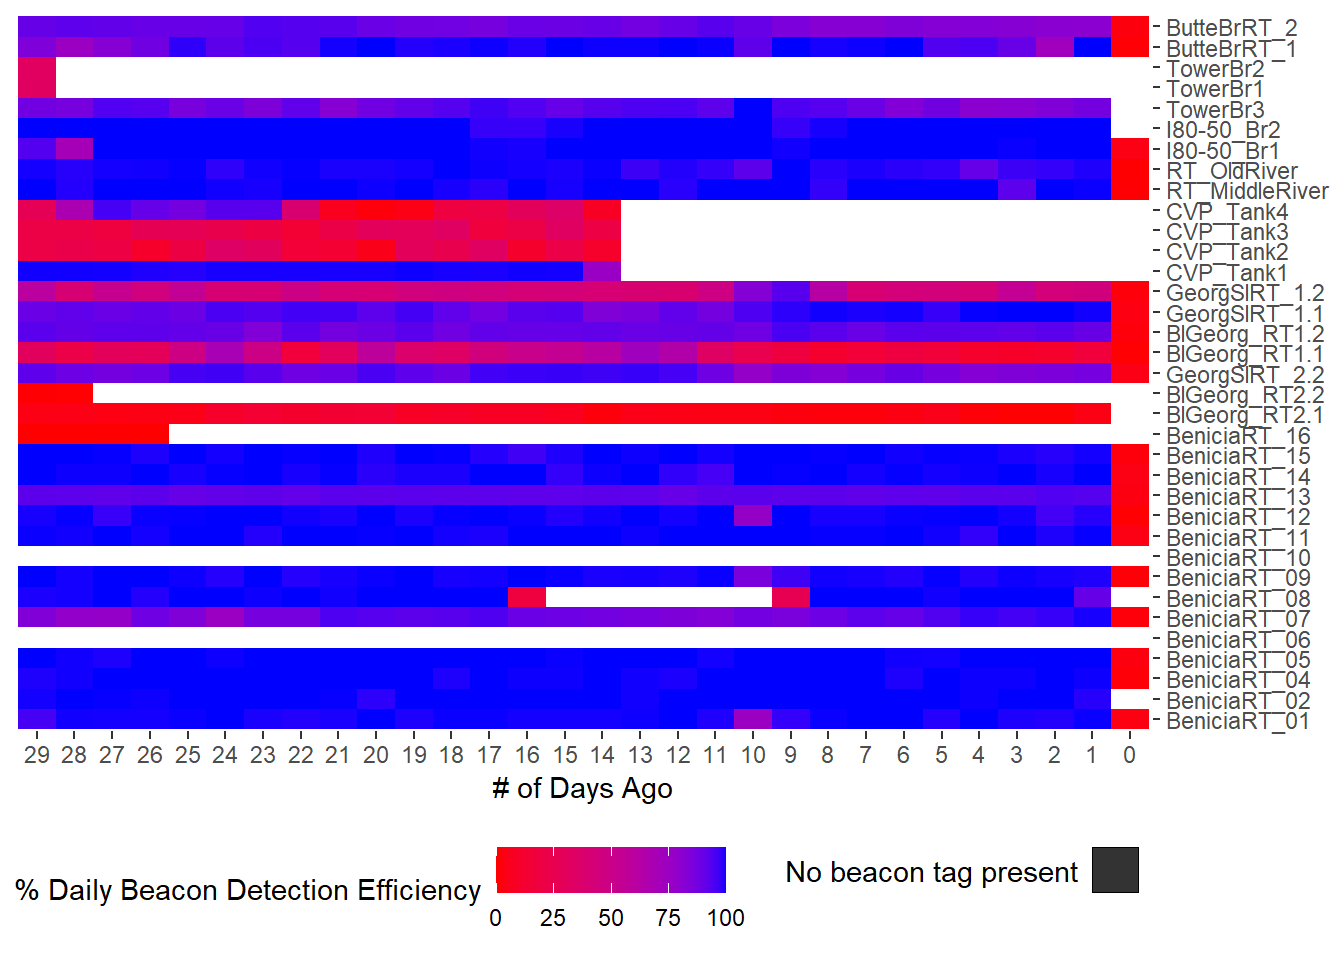 ButteBrRT_2
ButteBrRT_1
TowerBr2
TowerBr1
TowerBr3
I80-50_Br2
I80-50_Br1
RT_OldRiver
RT_MiddleRiver
CVP_Tank4
CVP_Tank3
CVP_Tank2
CVP_Tank1
GeorgSlRT_1.2
GeorgSlRT_1.1
BlGeorg_RT1.2
BlGeorg_RT1.1
GeorgSlRT_2.2
BlGeorg_RT2.2
BlGeorg_RT2.1
BeniciaRT_16
BeniciaRT_15
BeniciaRT_14
BeniciaRT_13
BeniciaRT_12
BeniciaRT_11
BeniciaRT_10
BeniciaRT_09
BeniciaRT_08
BeniciaRT_07
BeniciaRT_06
BeniciaRT_05
BeniciaRT_04
BeniciaRT_02
BeniciaRT_01
29 28 27 26 25 24 23 22 21 20 19 18 17 16 15 14 13 12 11 10 9 8 7 6 5 4 3 2 1 0
# of Days Ago
% Daily Beacon Detection Efficiency
0 25 50 75 100
No beacon tag present